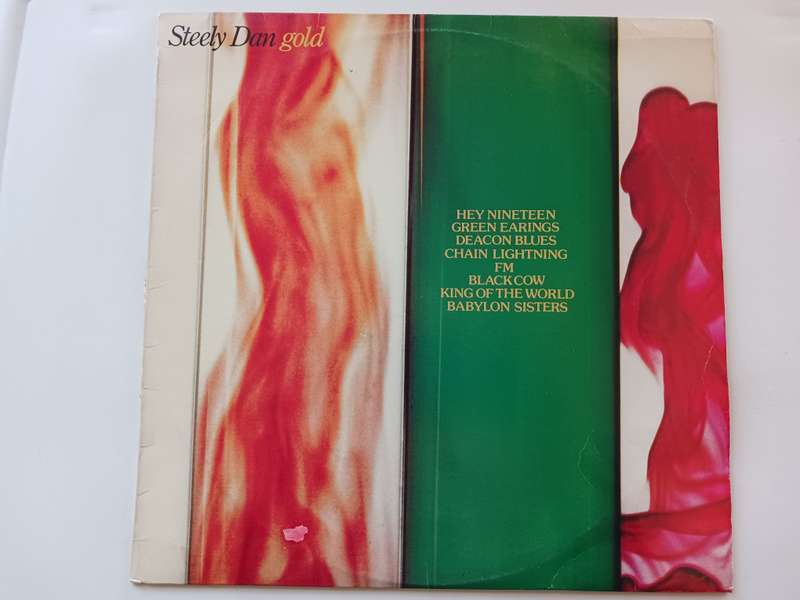 Steely Dan gold
HEY NINETEEN
GREEN EARINGS
DEACON BLUES
CHAIN LIGHTNING
FM
BLACK COW
KING OF THE WORLD
BABYLON SISTERS